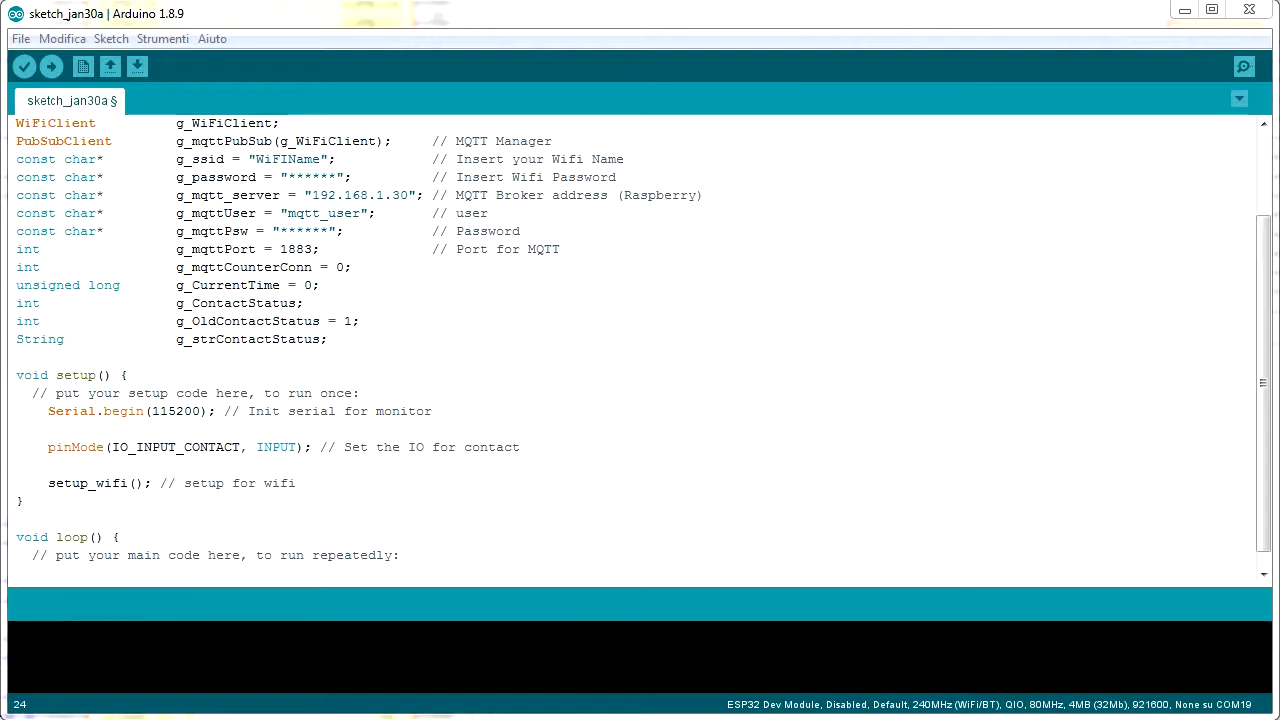 sketch_jan30a | Arduino 1.8.9
File Modifica Sketch Strumenti Aiuto
sketch_jan30a §
WiFiClient g_WiFiClient;
PubSubClient g_mqttPubSub(g_WiFiClient); // MQTT Manager
const char* g_ssid = "WiFIName"; // Insert your Wifi Name
const char* g_password = "******"; // Insert Wifi Password
const char* g_mqtt_server = "192.168.1.30"; // MQTT Broker address (Raspberry)
const char* g_mqttUser = "mqtt_user"; // user
const char* g_mqttPsw = "******"; // Password
int g_mqttPort = 1883; // Port for MQTT
int g_mqttCounterConn = 0;
unsigned long g_CurrentTime = 0;
int g_ContactStatus;
int g_OldContactStatus = 1;
String g_strContactStatus;
void setup() {
// put your setup code here, to run once:
Serial.begin(115200); // Init serial for monitor
pinMode(IO_INPUT_CONTACT, INPUT); // Set the IO for contact
setup_wifi(); // setup for wifi
}
void loop() {
// put your main code here, to run repeatedly:
24 ESP32 Dev Module, Disabled, Default, 240MHz (WiFi/BT), QIO, 80MHz, 4MB (32Mb), 921600, None su COM19